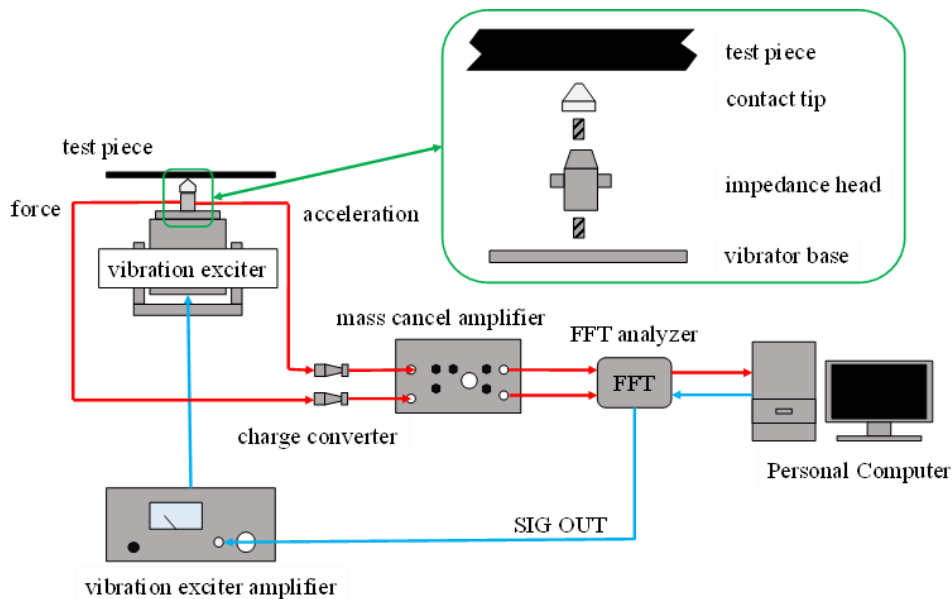 test piece
contact tip
impedance head
vibrator base
test piece
force
acceleration
vibration exciter
mass cancel amplifier
FFT analyzer
FFT
charge converter
Personal Computer
SIG OUT
vibration exciter amplifier